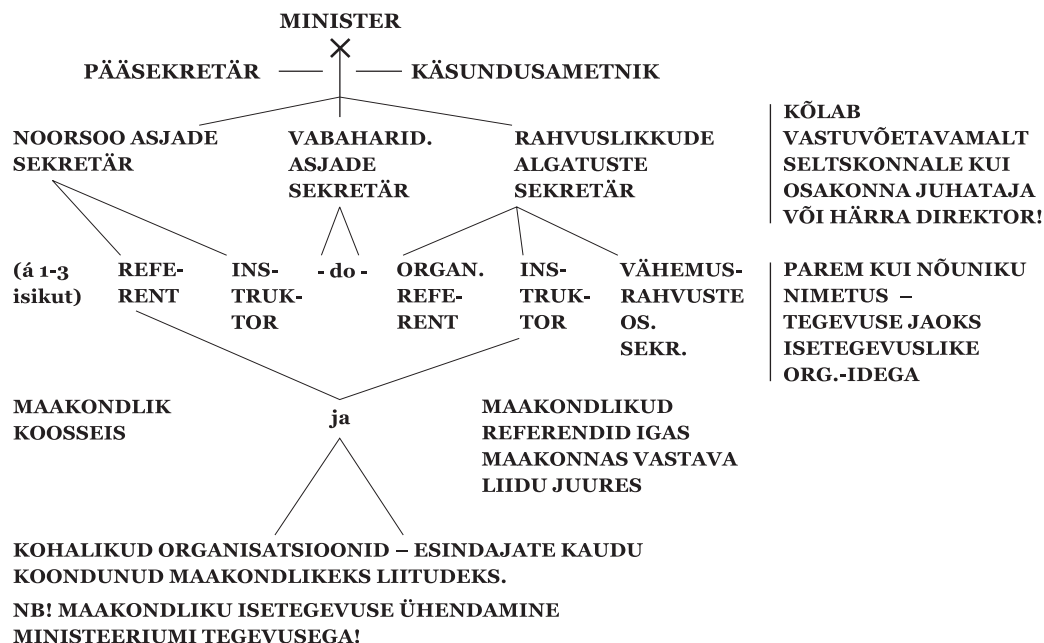 MINISTER
PÄÄSEKRETÄR
KÄSUNDUSAMETNIK
NOORSOO ASJADE
SEKRETÄR
VABAHARID.
ASJADE
SEKRETÄR
RAHVUSLIKKUDE
ALGATUSTE
SEKRETÄR
KÕLAB
VASTUVÕETAVAMALT
SELTSKONNALE KUI
OSAKONNA JUHATAJA
VÕI HÄRRA DIREKTOR!
(á 1-3
isikut)
REFE-
RENT
INS-
TRUK-
TOR
- do -
ORGAN.
REFE-
RENT
INS-
TRUK-
TOR
VÄHEMUS-
RAHVUSTE
OS.
SEKR.
PAREM KUI NÕUNIKU
NIMETUS –
TEGEVUSE JAOKS
ISETEGEVUSLIKE
ORG.-IDEGA
MAAKONDLIK
KOOSSEIS
ja
MAAKONDLIKUD
REFERENDID IGAS
MAAKONNAS VASTAVA
LIIDU JUURES
KOHALIKUD ORGANISATSIOONID – ESINDAJATE KAUDU
KOONDUNUD MAAKONDLIKEKS LIITUDEKS.
NB! MAAKONDLIKU ISETEGEVUSE ÜHENDAMINE
MINISTEERIUMI TEGEVUSEGA!